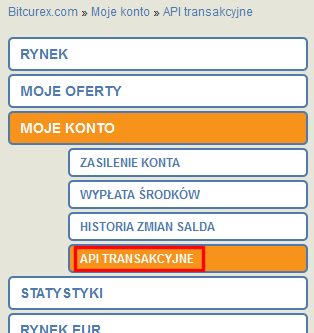 Bitcurex.com » Moje konto » API transakcyjne
RYNEK
MOJE OFERTY
MOJE KONTO
ZASILENIE KONTA
WYPŁATA ŚRODKÓW
HISTORIA ZMIAN SALDA
API TRANSAKCYJNE
STATYSTYKI
RYNEK EUR